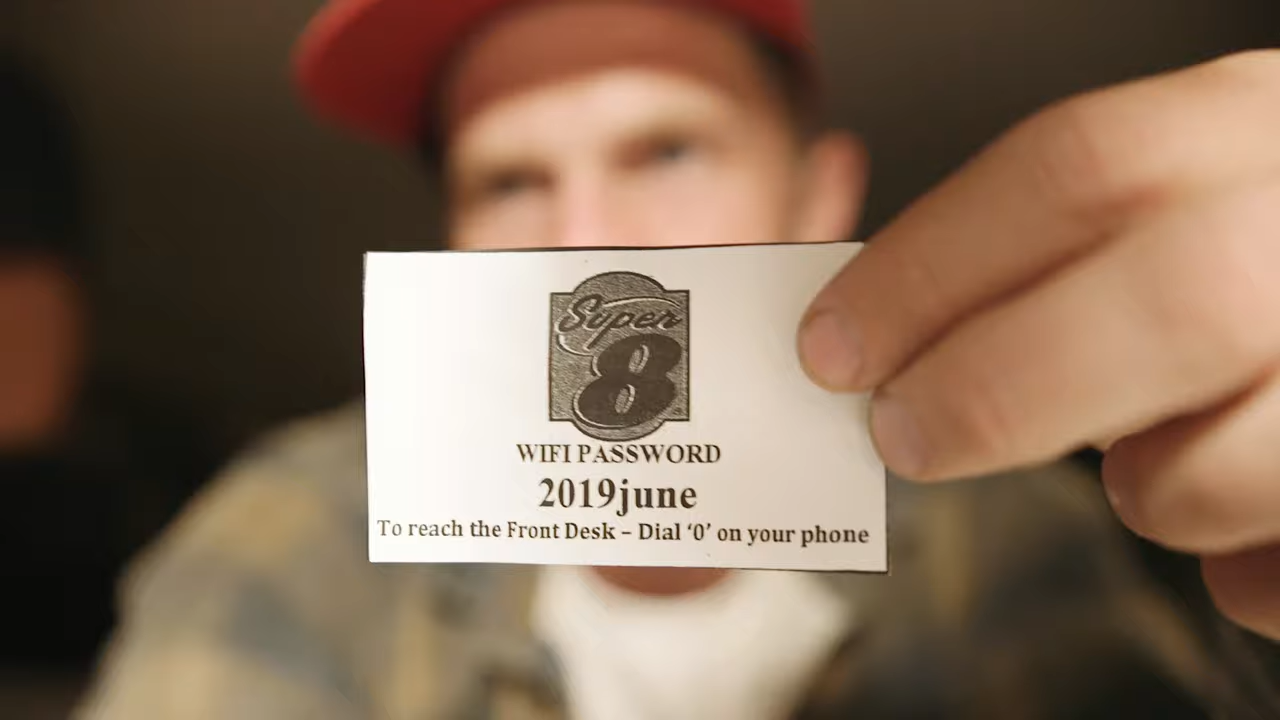 Super
8
WIFI PASSWORD
2019june
To reach the Front Desk – Dial ‘0’ on your phone